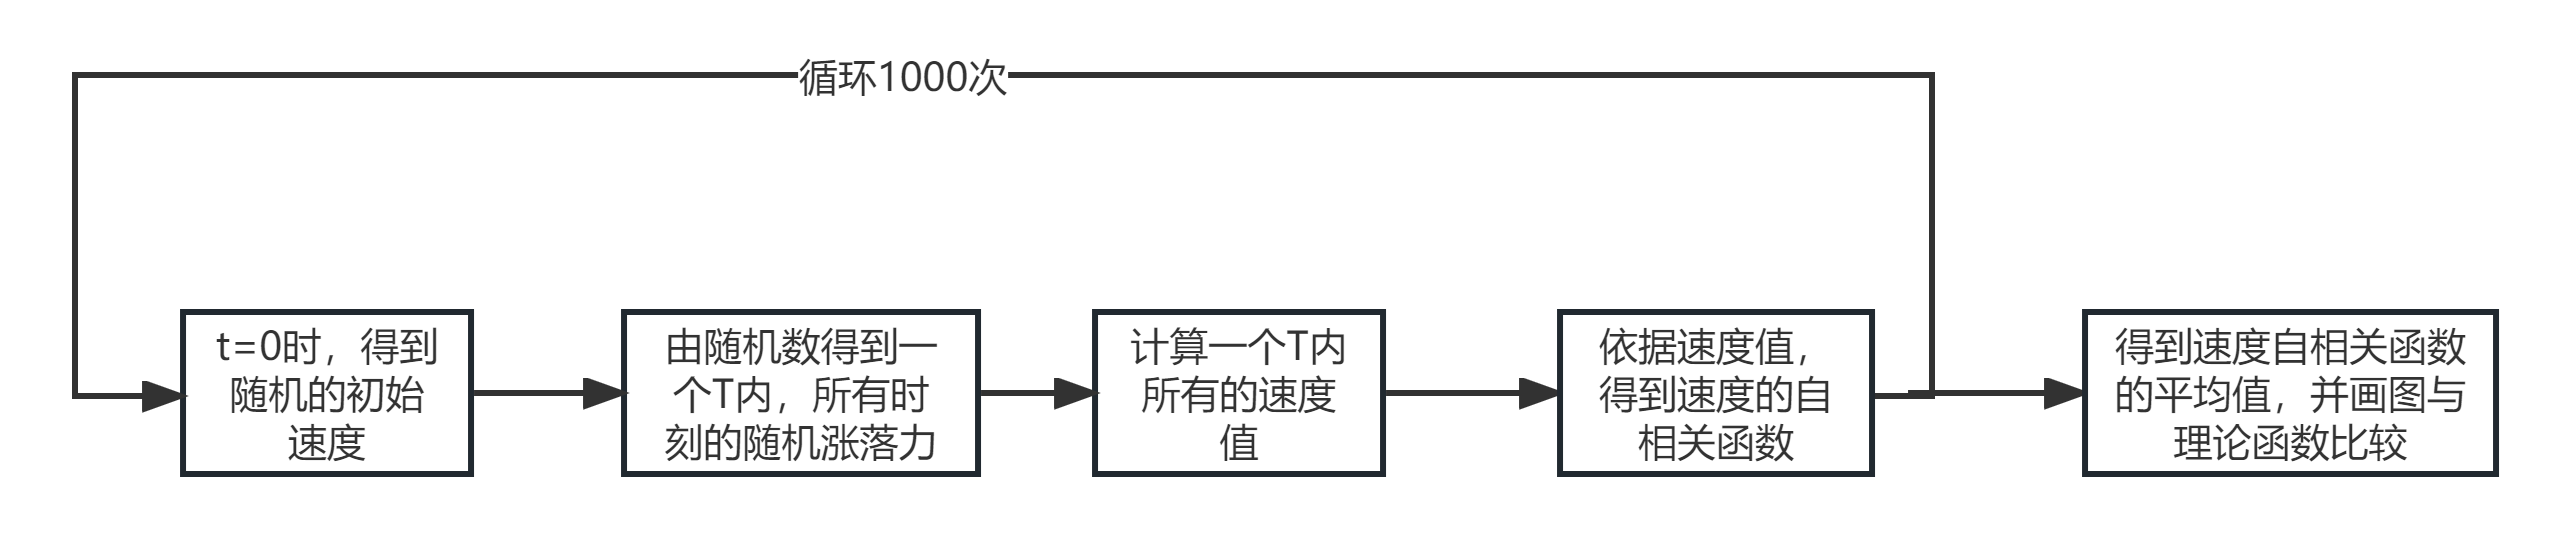 循环1000次
t=0时，得到
随机的初始
速度
由随机数得到一
个T内，所有时
刻的随机涨落力
计算一个T内
所有的速度
值
依据速度值，
得到速度的自
相关函数
得到速度自相关函数
的平均值，并画图与
理论函数比较